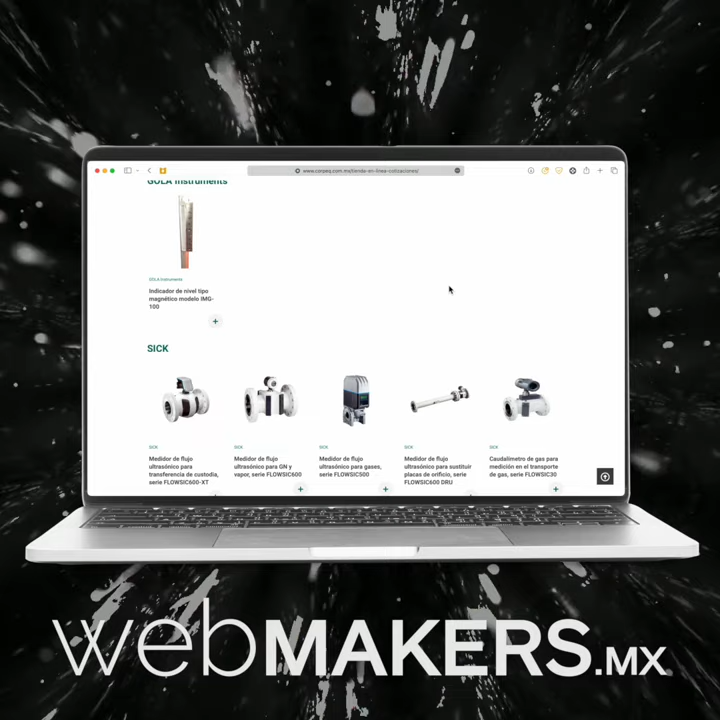 www.corpeq.com.mx/tienda-en-linea-cotizaciones/
GOLA Instruments
GOLA Instruments
Indicador de nivel tipo
magnético modelo IMG-
100
+
SICK
SICK
Medidor de flujo
ultrasónico para
transferencia de custodia,
serie FLOWSIC600-XT
SICK
Medidor de flujo
ultrasónico para GN y
vapor, serie FLOWSIC600
+
SICK
Medidor de flujo
ultrasónico para gases,
serie FLOWSIC500
+
SICK
Medidor de flujo
ultrasónico para sustituir
placas de orificio, serie
FLOWSIC600 DRU
SICK
Caudalímetro de gas para
medición en el transporte
de gas, serie FLOWSIC30
+
webMAKERS.MX